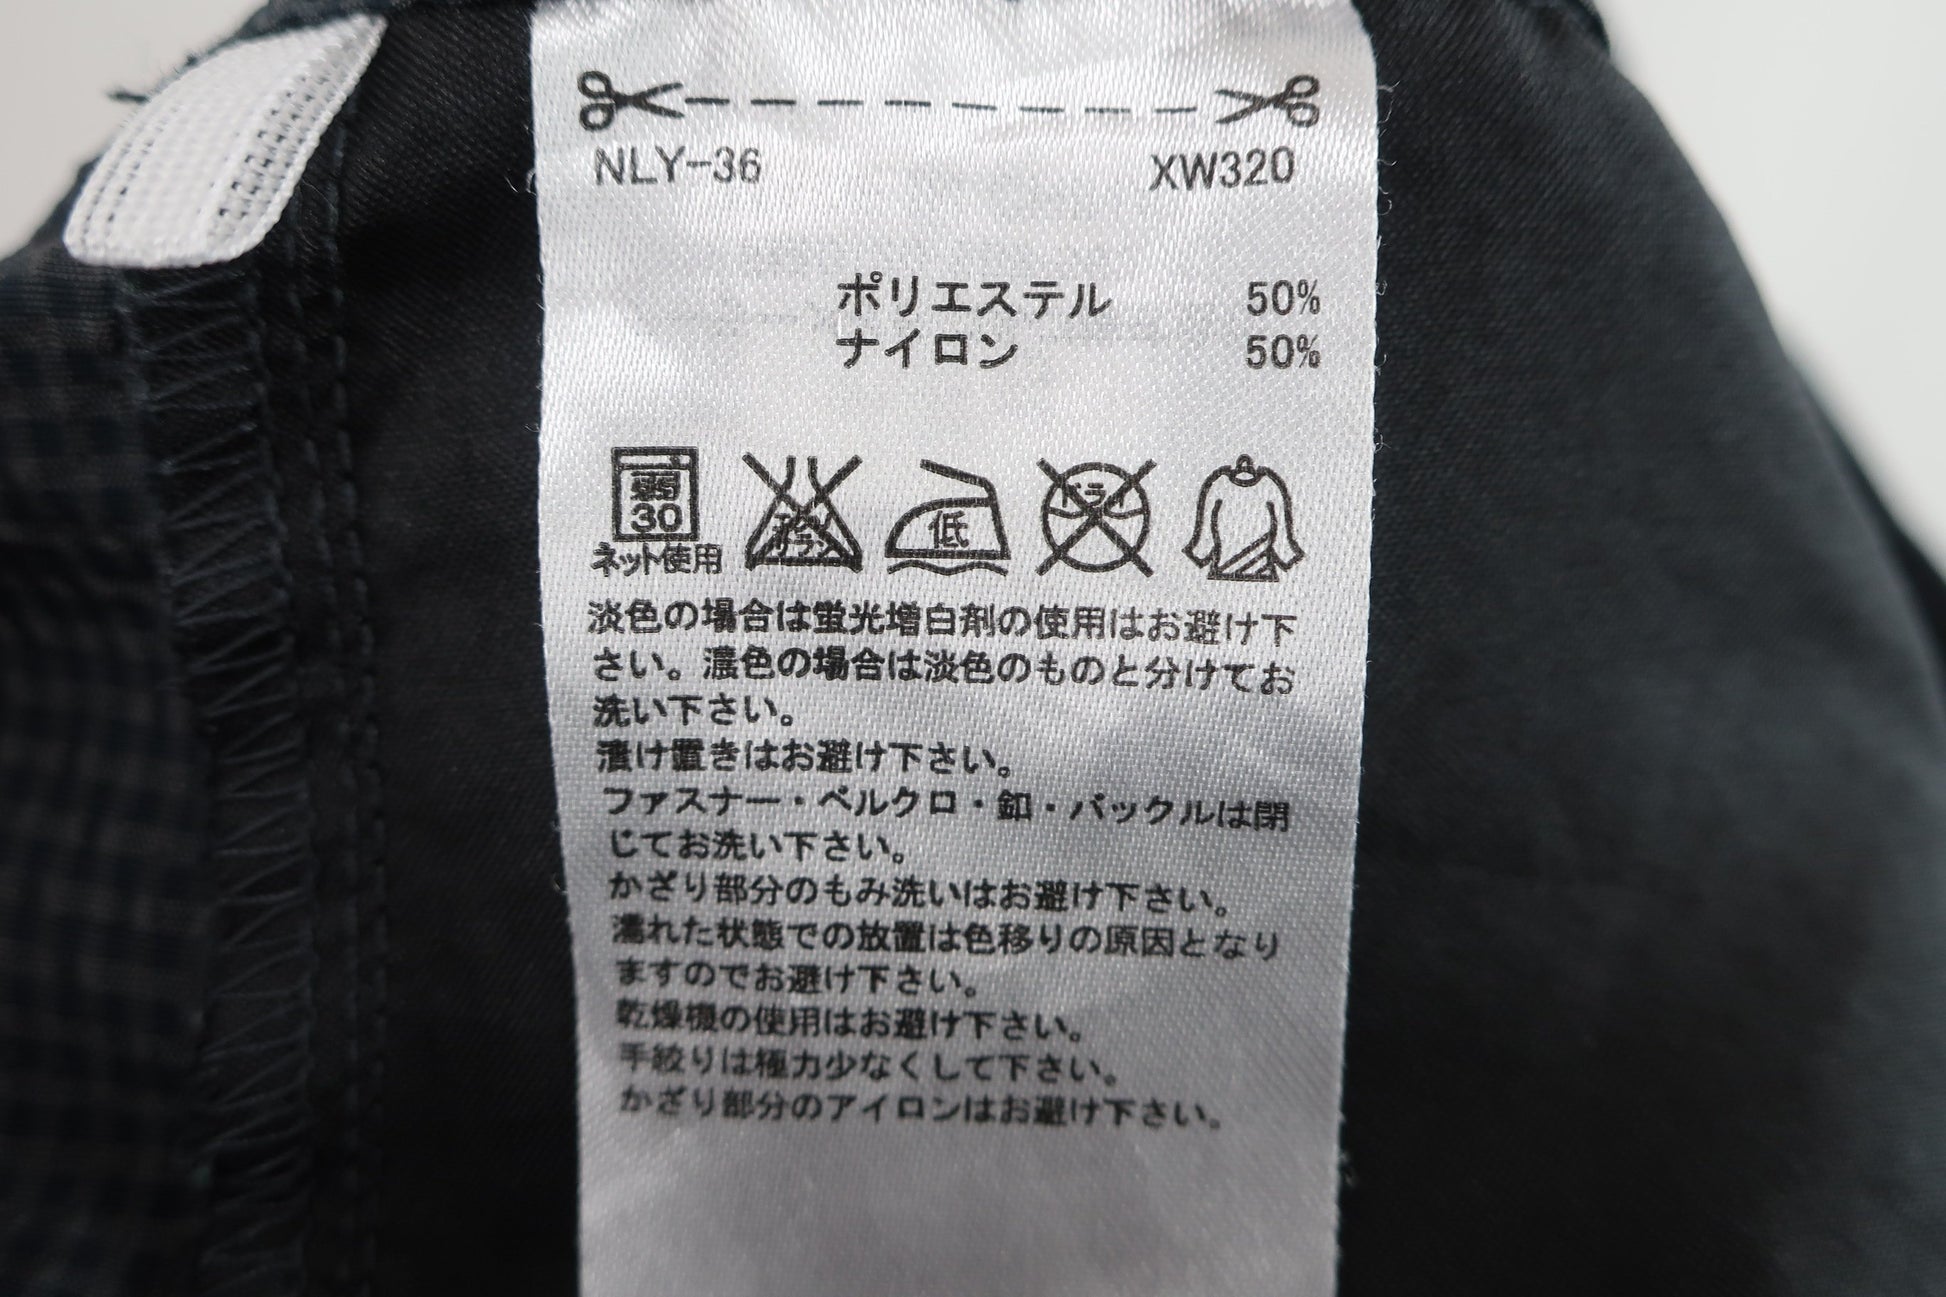 NLY-36 XW320
ポリエステル 50%
ナイロン 50%
弱 30 低 ドライ
ネット使用
淡色の場合は蛍光増白剤の使用はお避け下
さい。濃色の場合は淡色のものと分けてお
洗い下さい。
漬け置きはお避け下さい。
ファスナー・ベルクロ・釦・バックルは閉
じてお洗い下さい。
かざり部分のもみ洗いはお避け下さい。
濡れた状態での放置は色移りの原因となり
ますのでお避け下さい。
乾燥機の使用はお避け下さい。
手絞りは極力少なくして下さい。
かざり部分のアイロンはお避け下さい。